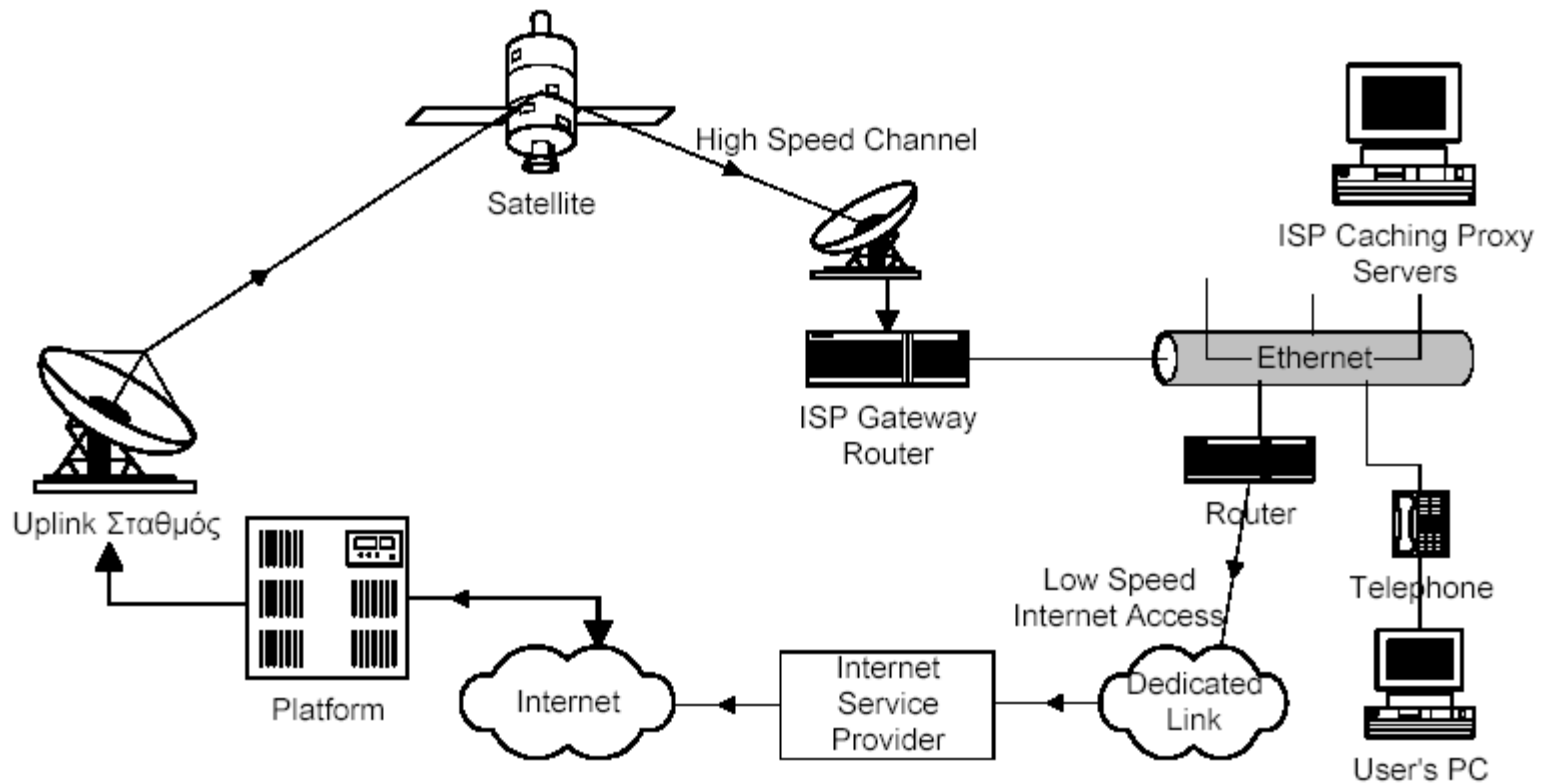 High Speed Channel
Satellite
ISP Caching Proxy
Servers
Ethernet
ISP Gateway
Router
Router
Uplink Σταθμός
Telephone
Low Speed
Internet Access
Platform
Internet
Internet
Service
Provider
Dedicated
Link
User's PC